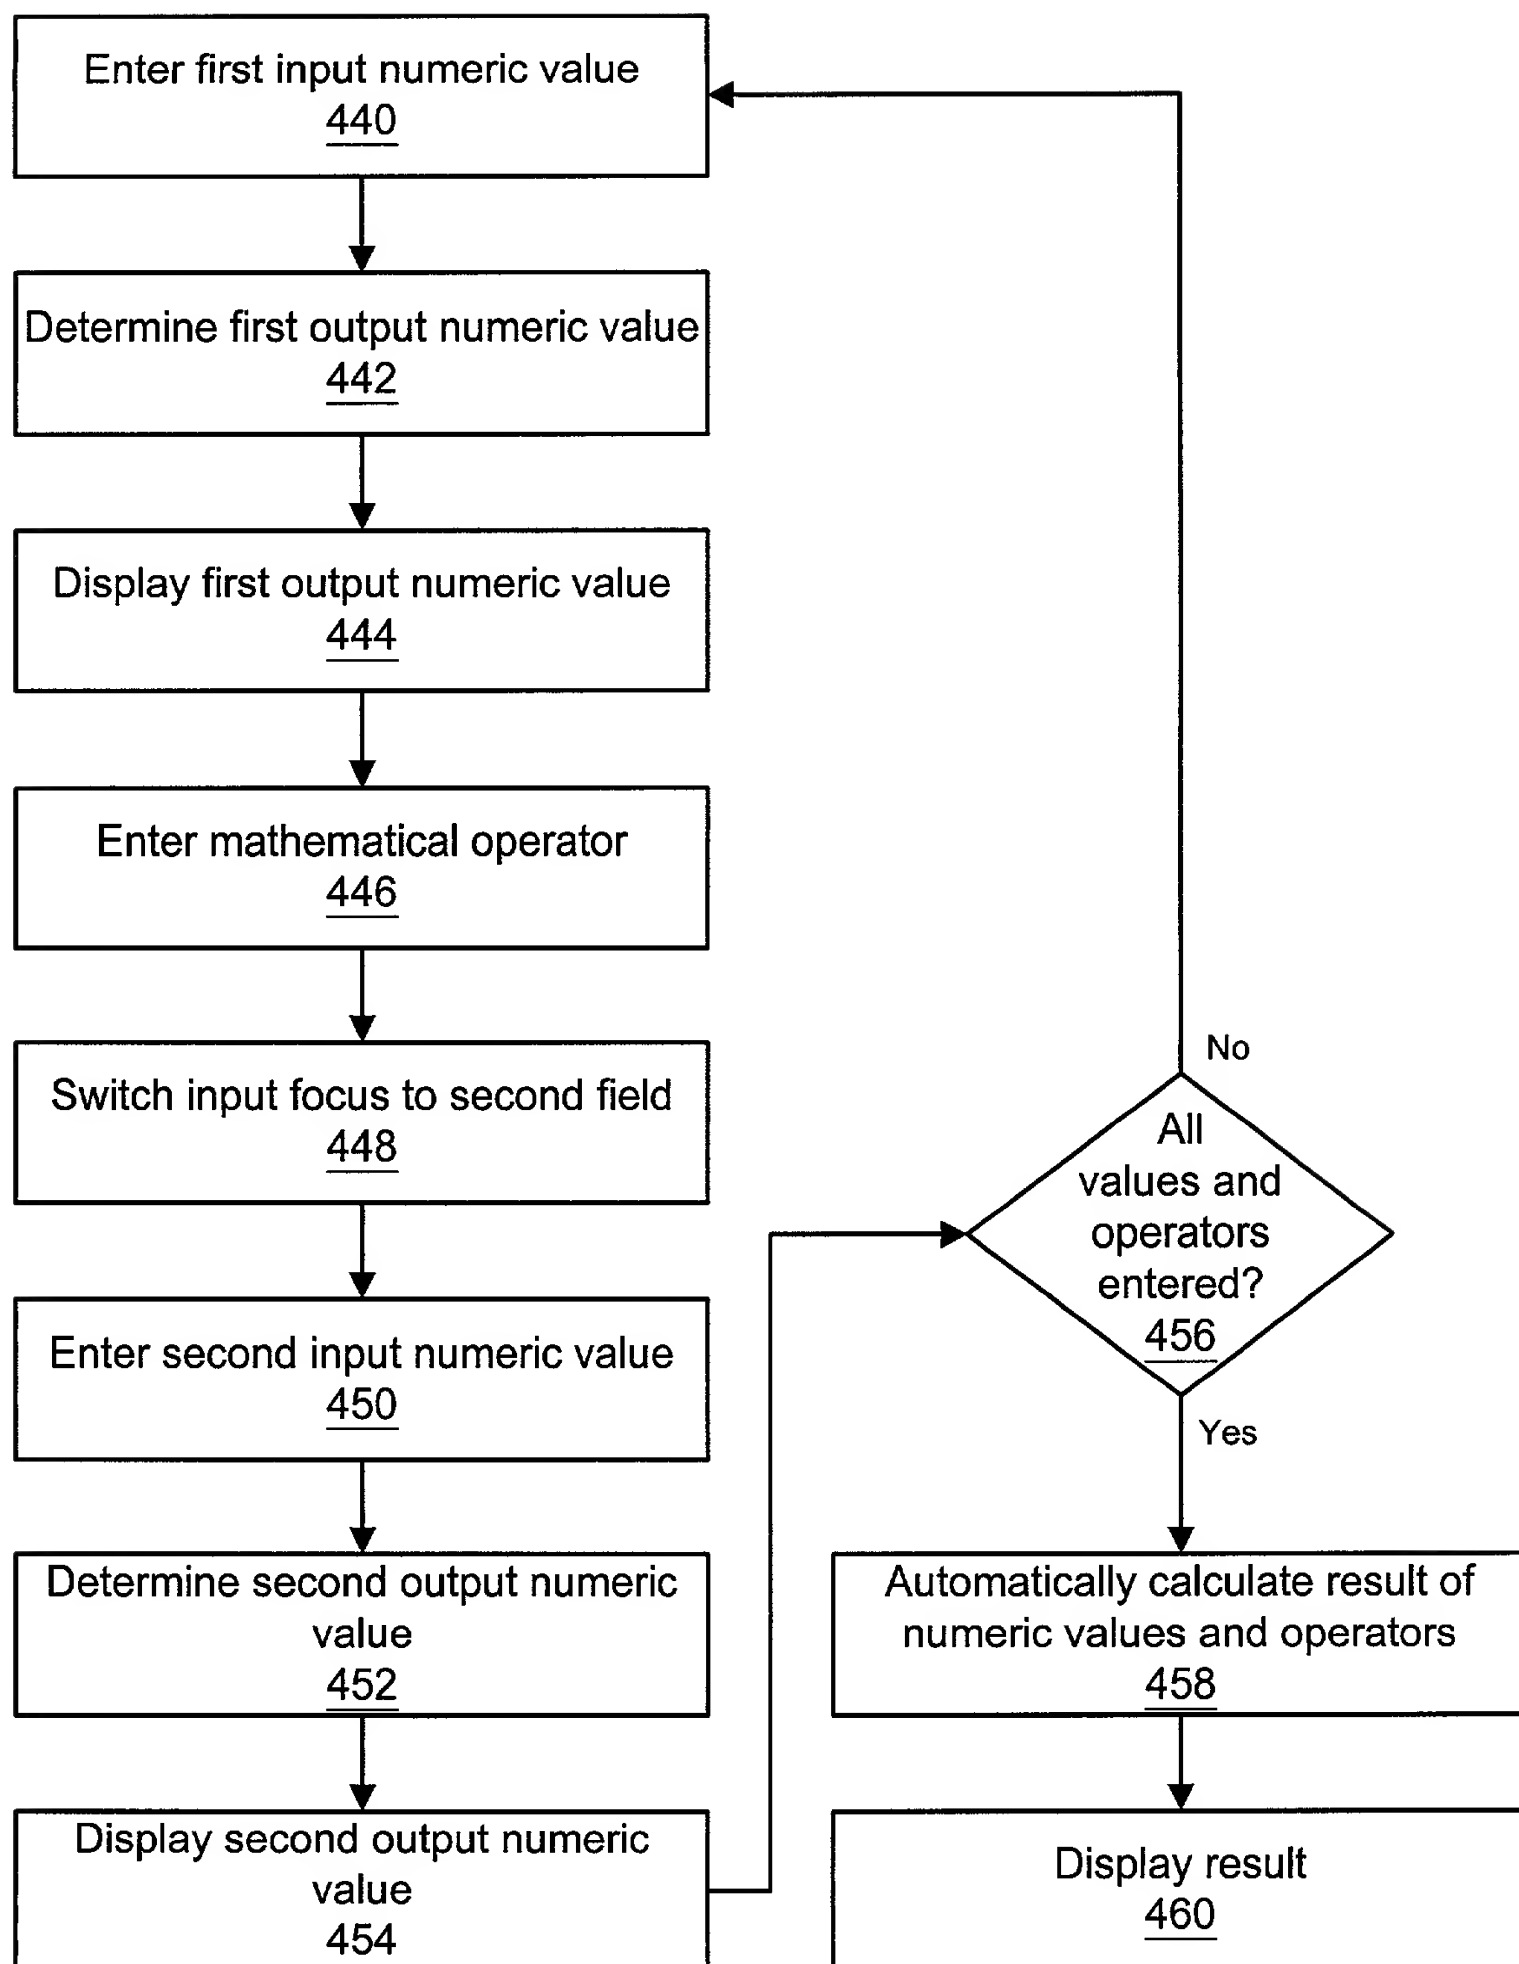 Enter first input numeric value
440
Determine first output numeric value
442
Display first output numeric value
444
Enter mathematical operator
446
Switch input focus to second field
448
Enter second input numeric value
450
Determine second output numeric
value
452
Display second output numeric
value
454
No
All
values and
operators
entered?
456
Yes
Automatically calculate result of
numeric values and operators
458
Display result
460